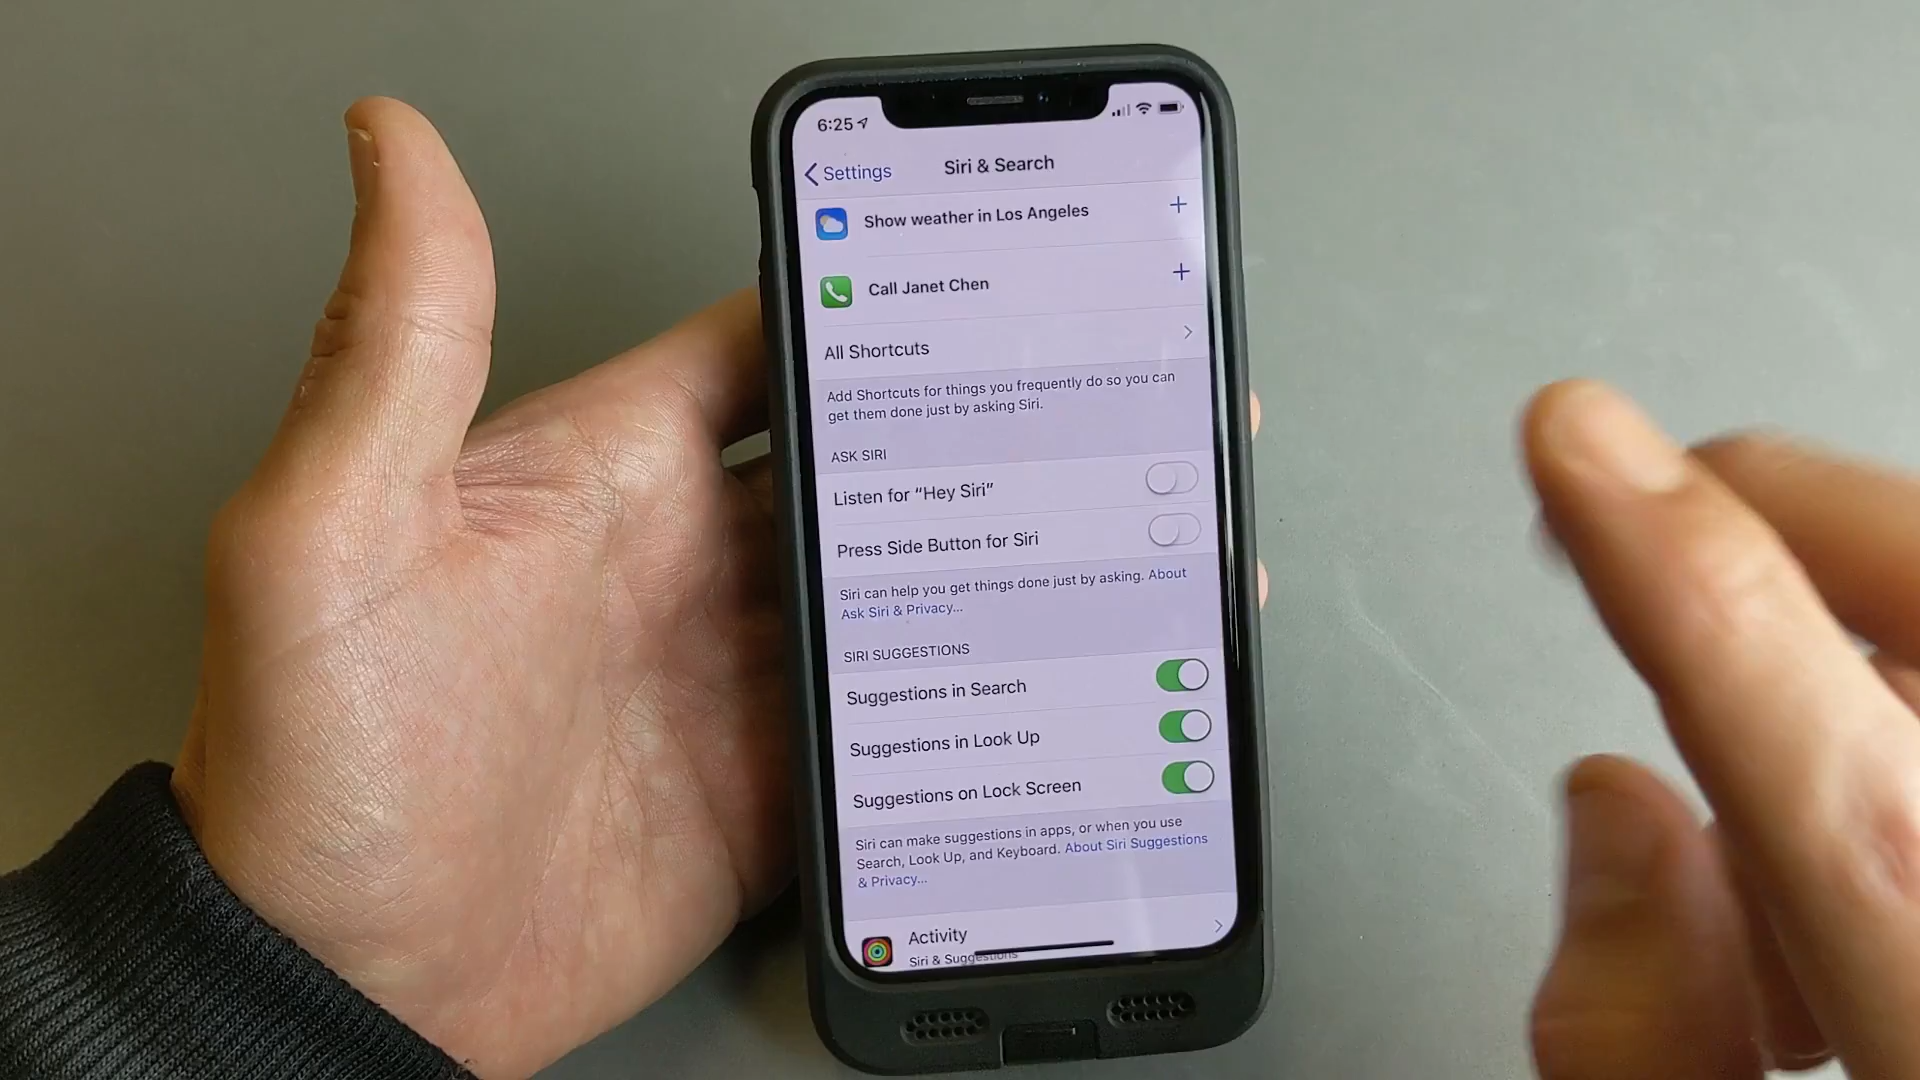 6:25
Settings
Siri & Search
Show weather in Los Angeles
Call Janet Chen
All Shortcuts
Add Shortcuts for things you frequently do so you can
get them done just by asking Siri.
ASK SIRI
Listen for “Hey Siri”
Press Side Button for Siri
Siri can help you get things done just by asking. About
Ask Siri & Privacy...
SIRI SUGGESTIONS
Suggestions in Search
Suggestions in Look Up
Suggestions on Lock Screen
Siri can make suggestions in apps, or when you use
Search, Look Up, and Keyboard. About Siri Suggestions
& Privacy...
Activity
Siri & Suggestions